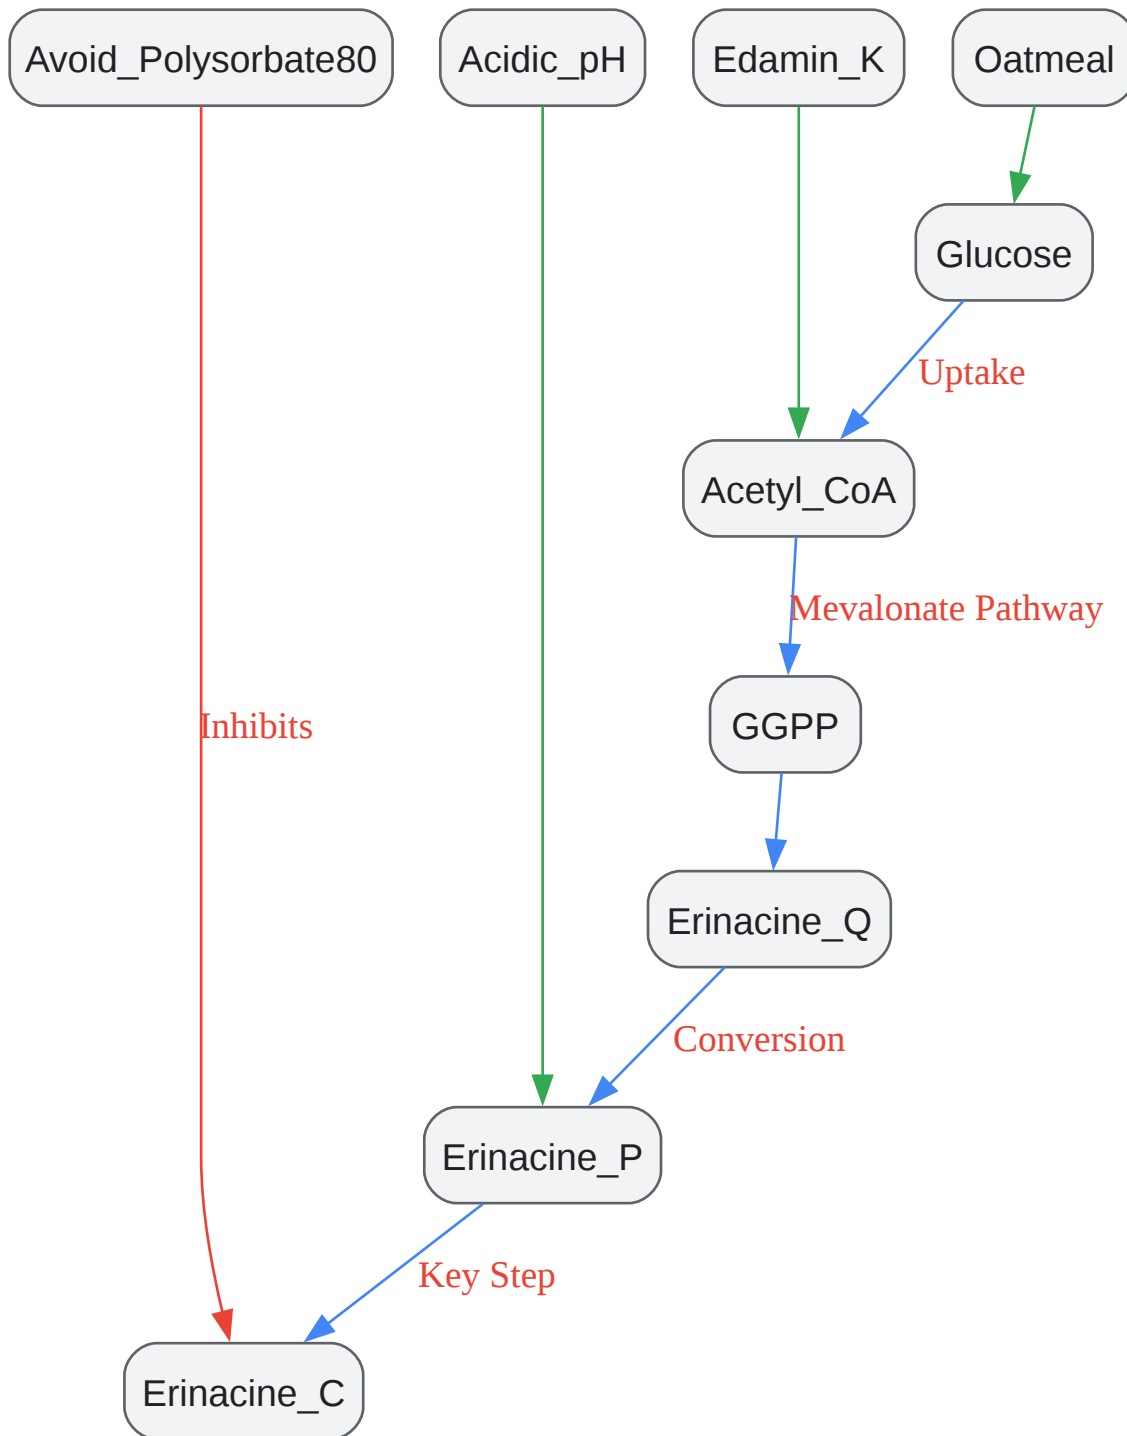 Avoid_Polysorbate80
Acidic_pH
Edamin_K
Oatmeal
Glucose
Uptake
Acetyl_CoA
Mevalonate Pathway
GGPP
Inhibits
Erinacine_Q
Conversion
Erinacine_P
Key Step
Erinacine_C